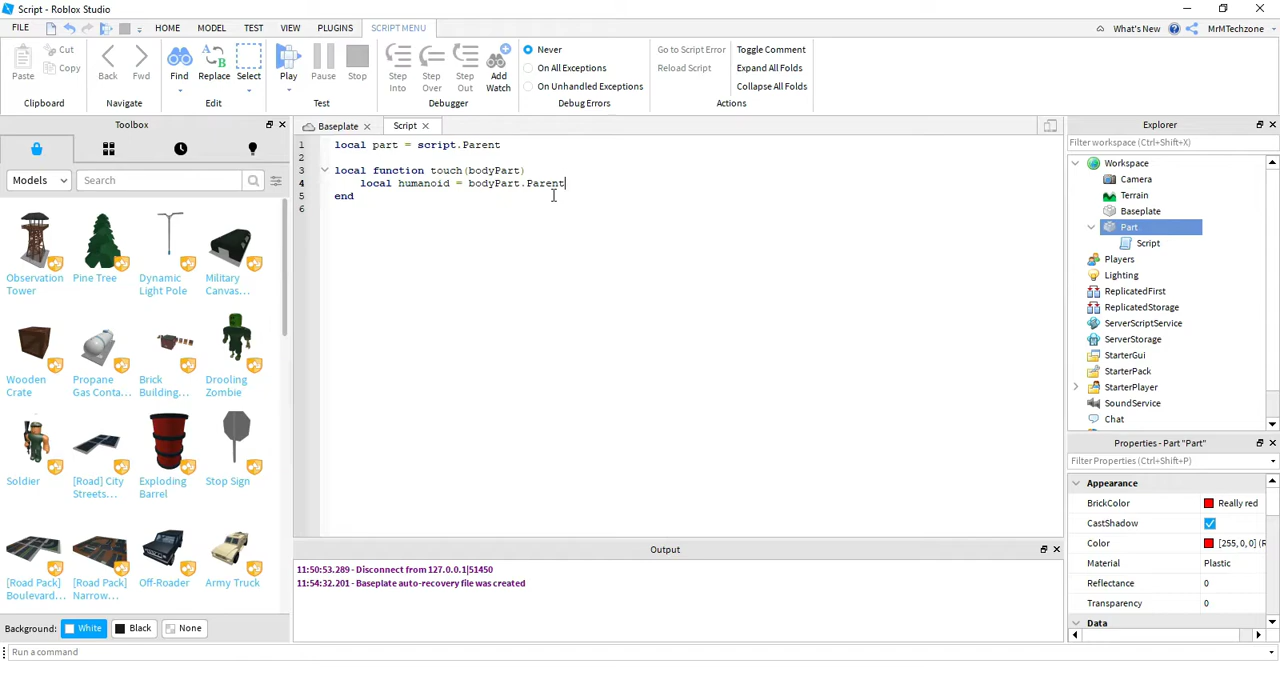 Script - Roblox Studio
FILE HOME MODEL TEST VIEW PLUGINS SCRIPT MENU What's New MrMTechzone
Paste Cut Copy Back Fwd Find Replace Select Play Pause Stop Step Into Step Over Step Out Add Watch
Never
On All Exceptions
On Unhandled Exceptions
Go to Script Error
Reload Script
Toggle Comment
Expand All Folds
Collapse All Folds
Clipboard Navigate Edit Test Debugger Debug Errors Actions
Toolbox
Models Search
Observation Tower
Pine Tree
Dynamic Light Pole
Military Canvas...
Wooden Crate
Propane Gas Conta...
Brick Building...
Drooling Zombie
Soldier
[Road] City Streets...
Exploding Barrel
Stop Sign
[Road Pack] Boulevard...
[Road Pack] Narrow...
Off-Roader
Army Truck
Background: White Black None
Baseplate Script
1 local part = script.Parent
2
3 local function touch(bodyPart)
4 local humanoid = bodyPart.Parent
5 end
6
Output
11:50:53.289 - Disconnect from 127.0.0.1|51450
11:54:32.201 - Baseplate auto-recovery file was created
Explorer
Filter workspace (Ctrl+Shift+X)
Workspace
Camera
Terrain
Baseplate
Part
Script
Players
Lighting
ReplicatedFirst
ReplicatedStorage
ServerScriptService
ServerStorage
StarterGui
StarterPack
StarterPlayer
SoundService
Chat
Properties - Part "Part"
Filter Properties (Ctrl+Shift+P)
Appearance
BrickColor Really red
CastShadow
Color [255, 0, 0] (R
Material Plastic
Reflectance 0
Transparency 0
Data
Run a command